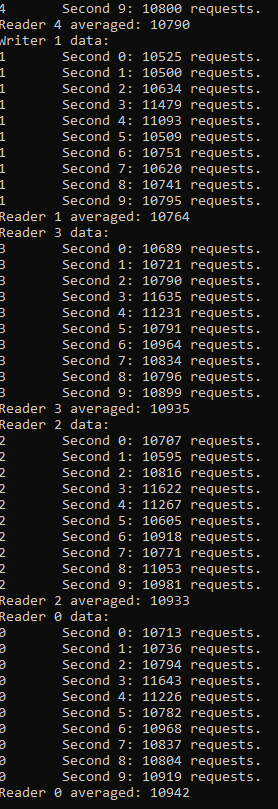 4 Second 9: 10800 requests.
Reader 4 averaged: 10790
Writer 1 data:
1 Second 0: 10525 requests.
1 Second 1: 10500 requests.
1 Second 2: 10634 requests.
1 Second 3: 11479 requests.
1 Second 4: 11093 requests.
1 Second 5: 10509 requests.
1 Second 6: 10751 requests.
1 Second 7: 10620 requests.
1 Second 8: 10741 requests.
1 Second 9: 10795 requests.
Reader 1 averaged: 10764
Reader 3 data:
3 Second 0: 10689 requests.
3 Second 1: 10721 requests.
3 Second 2: 10790 requests.
3 Second 3: 11635 requests.
3 Second 4: 11231 requests.
3 Second 5: 10791 requests.
3 Second 6: 10964 requests.
3 Second 7: 10834 requests.
3 Second 8: 10796 requests.
3 Second 9: 10899 requests.
Reader 3 averaged: 10935
Reader 2 data:
2 Second 0: 10707 requests.
2 Second 1: 10595 requests.
2 Second 2: 10816 requests.
2 Second 3: 11622 requests.
2 Second 4: 11267 requests.
2 Second 5: 10605 requests.
2 Second 6: 10918 requests.
2 Second 7: 10771 requests.
2 Second 8: 11053 requests.
2 Second 9: 10981 requests.
Reader 2 averaged: 10933
Reader 0 data:
0 Second 0: 10713 requests.
0 Second 1: 10736 requests.
0 Second 2: 10794 requests.
0 Second 3: 11643 requests.
0 Second 4: 11226 requests.
0 Second 5: 10782 requests.
0 Second 6: 10968 requests.
0 Second 7: 10837 requests.
0 Second 8: 10804 requests.
0 Second 9: 10919 requests.
Reader 0 averaged: 10942